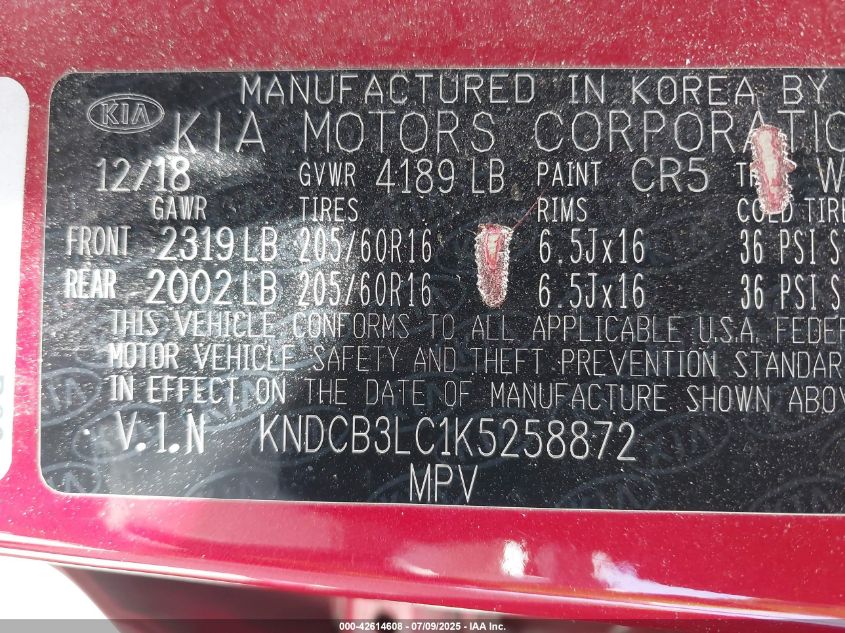 MANUFACTURED IN KOREA BY
KIA KIA MOTORS CORPORATIO
12/18 GVWR 4189 LB PAINT CR5 W
GAWR TIRES RIMS COLD TIRE
FRONT 2319 LB 205/60R16 6.5Jx16 36 PSI S
REAR 2002 LB 205/60R16 6.5Jx16 36 PSI S
THIS VEHICLE CONFORMS TO ALL APPLICABLE U.S.A. FEDER
MOTOR VEHICLE SAFETY AND THEFT PREVENTION STANDAR
IN EFFECT ON THE DATE OF MANUFACTURE SHOWN ABOV
V.I.N KNDCB3LC1K5258872
MPV
000-42614608 - 07/09/2025 - IAA Inc.